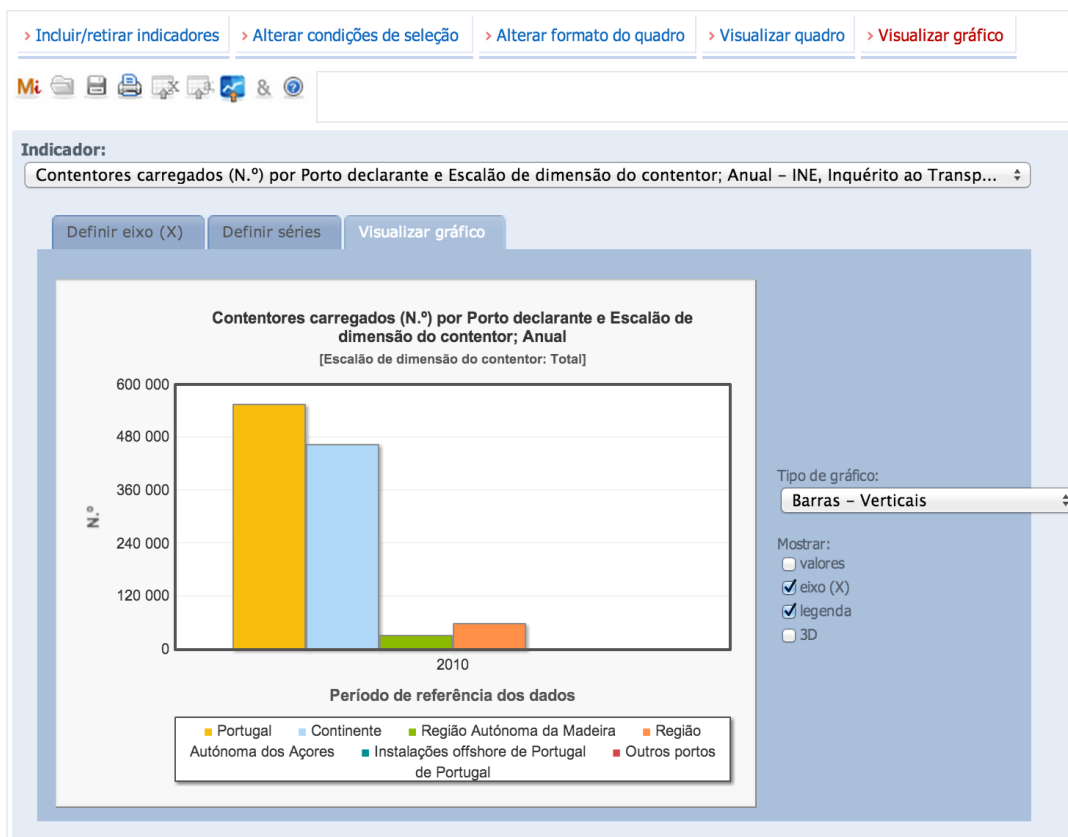 › Incluir/retirar indicadores › Alterar condições de seleção › Alterar formato do quadro › Visualizar quadro › Visualizar gráfico
Mi & ?
Indicador:
Contentores carregados (N.º) por Porto declarante e Escalão de dimensão do contentor; Anual – INE, Inquérito ao Transp...
Definir eixo (X) Definir séries Visualizar gráfico
Contentores carregados (N.º) por Porto declarante e Escalão de
dimensão do contentor; Anual
[Escalão de dimensão do contentor: Total]
600 000
480 000
360 000
240 000
120 000
0
N.º
2010
Período de referência dos dados
Portugal Continente Região Autónoma da Madeira Região
Autónoma dos Açores Instalações offshore de Portugal Outros portos
de Portugal
Tipo de gráfico:
Barras – Verticais
Mostrar:
valores
eixo (X)
legenda
3D